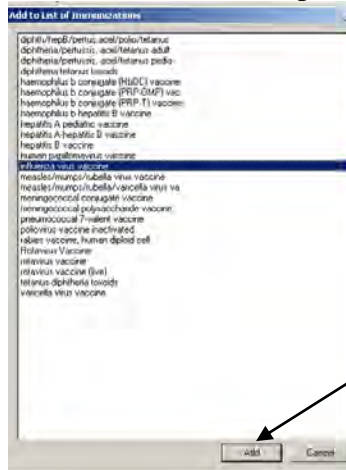 Add to List of Immunizations
diphth/hepB/pertus, acel/polio/tetanus
diphtheria/pertussis, acel/tetanus adult
diphtheria/pertussis, acel/tetanus pedia
diphtheria tetanus toxoids
haemophilus b conjugate (HbOC) vaccine
haemophilus b conjugate (PRP-OMP) vac
haemophilus b conjugate (PRP-T) vaccine
haemophilus b hepatitis B vaccine
hepatitis A pediatric vaccine
hepatitis A-hepatitis B vaccine
hepatitis B vaccine
human papillomavirus vaccine
influenza virus vaccine
measles/mumps/rubella virus vaccine
measles/mumps/rubella/varicella virus va
meningococcal conjugate vaccine
meningococcal polysaccharide vaccine
pneumococcal 7-valent vaccine
poliovirus vaccine inactivated
rabies vaccine, human diploid cell
Rotavirus Vaccine
rotavirus vaccine
rotavirus vaccine (live)
tetanus diphtheria toxoids
varicella virus vaccine
Add
Cancel